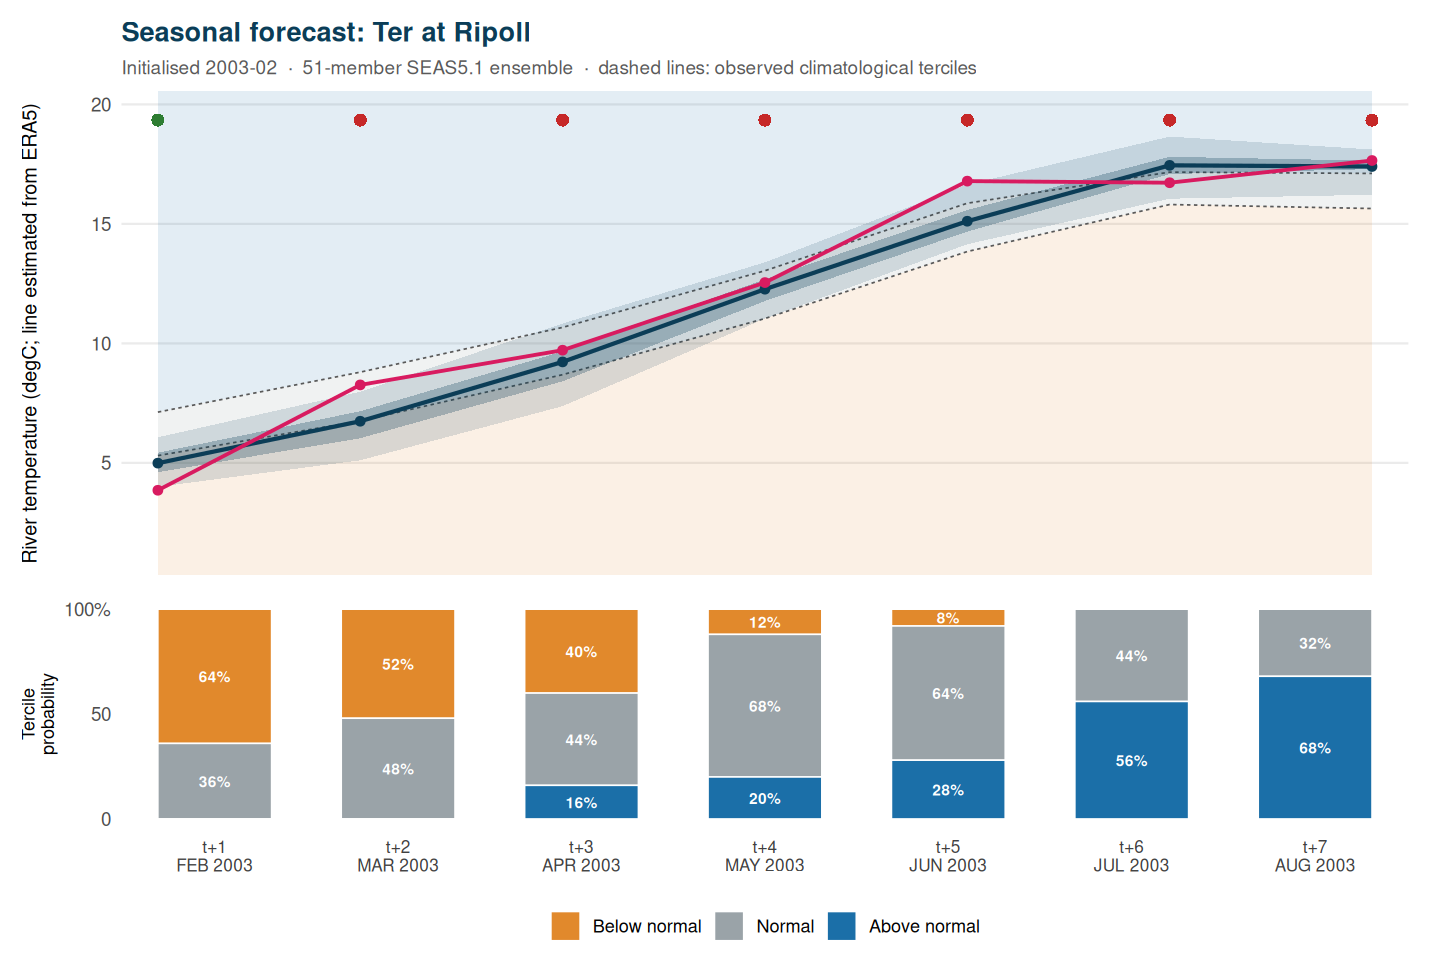 Seasonal forecast: Ter at Ripoll
Initialised 2003-02 · 51-member SEAS5.1 ensemble · dashed lines: observed climatological terciles
River temperature (degC; line estimated from ERA5)
20
15
10
5
Tercile
probability
100%
50
0
64%
52%
40%
12%
8%
44%
32%
36%
48%
44%
68%
64%
56%
68%
16%
20%
28%
t+1
FEB 2003
t+2
MAR 2003
t+3
APR 2003
t+4
MAY 2003
t+5
JUN 2003
t+6
JUL 2003
t+7
AUG 2003
Below normal
Normal
Above normal